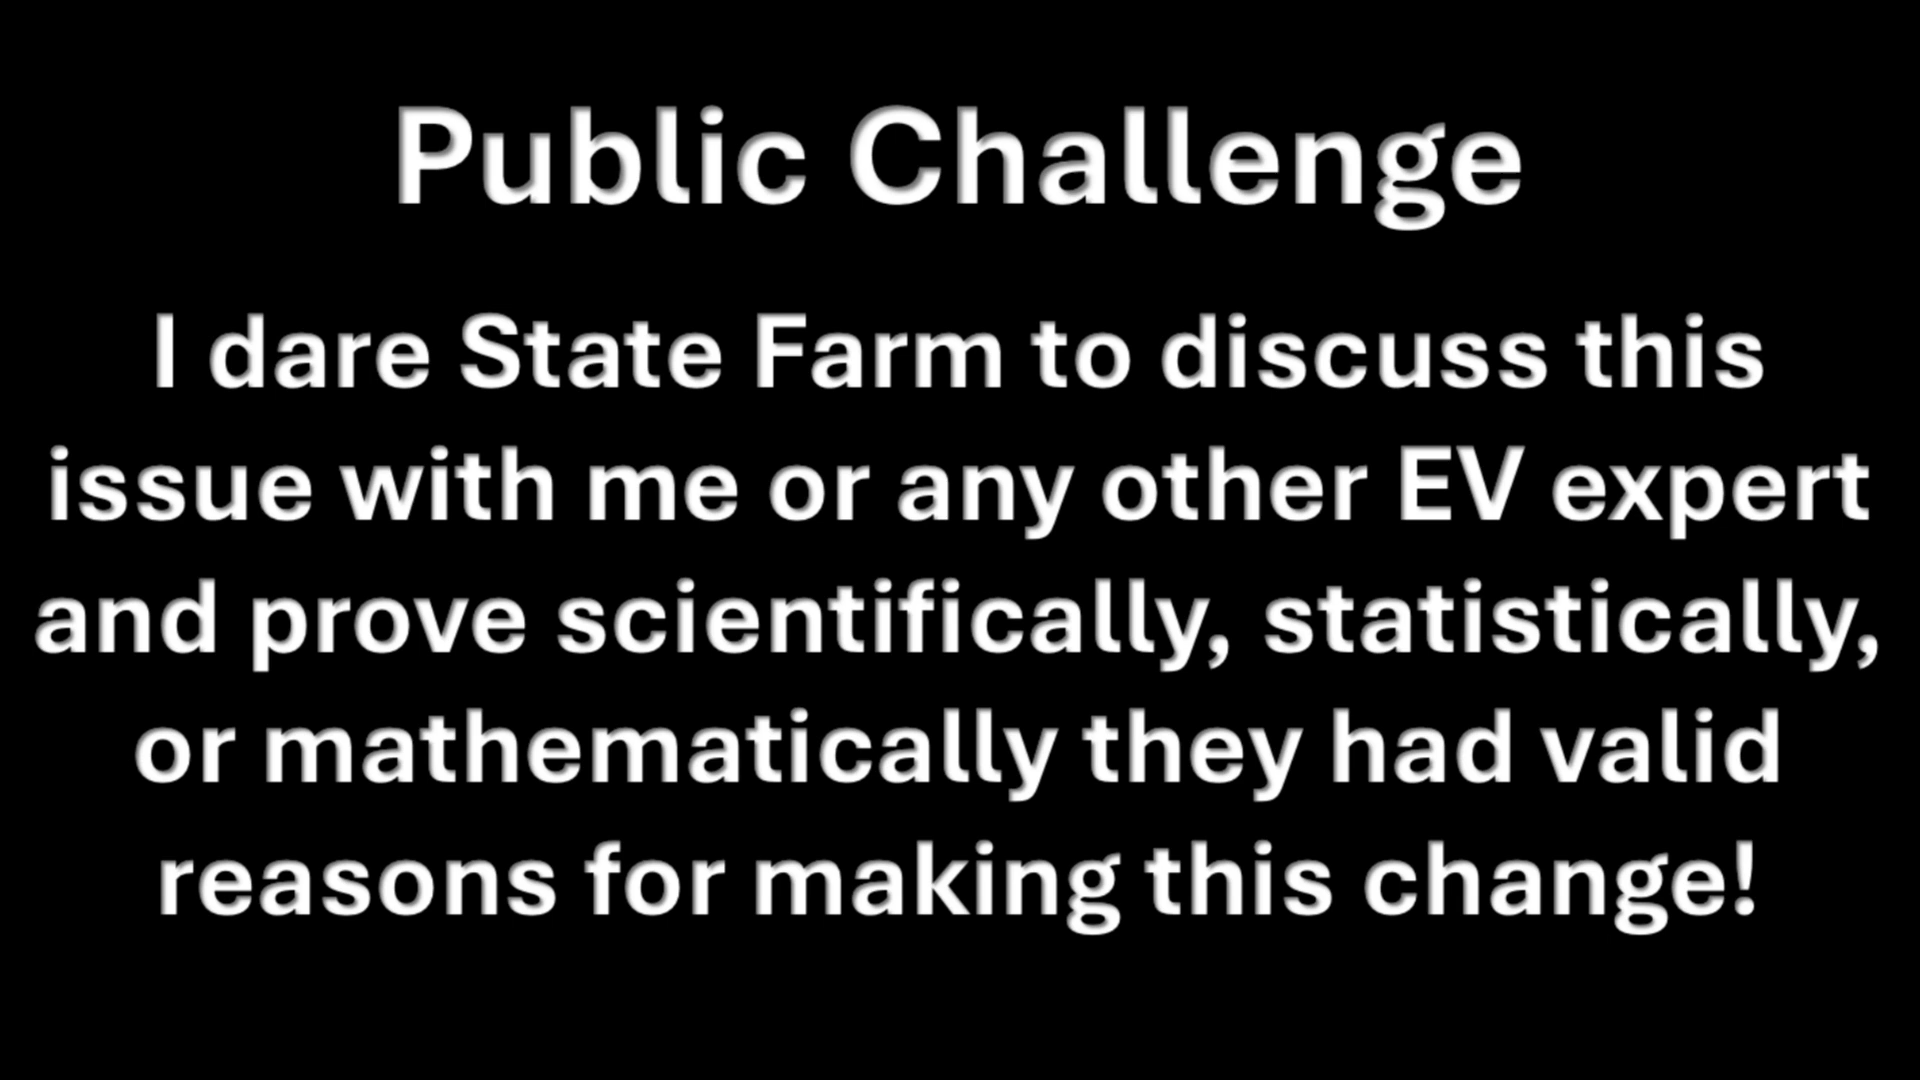 Public Challenge
I dare State Farm to discuss this
issue with me or any other EV expert
and prove scientifically, statistically,
or mathematically they had valid
reasons for making this change!